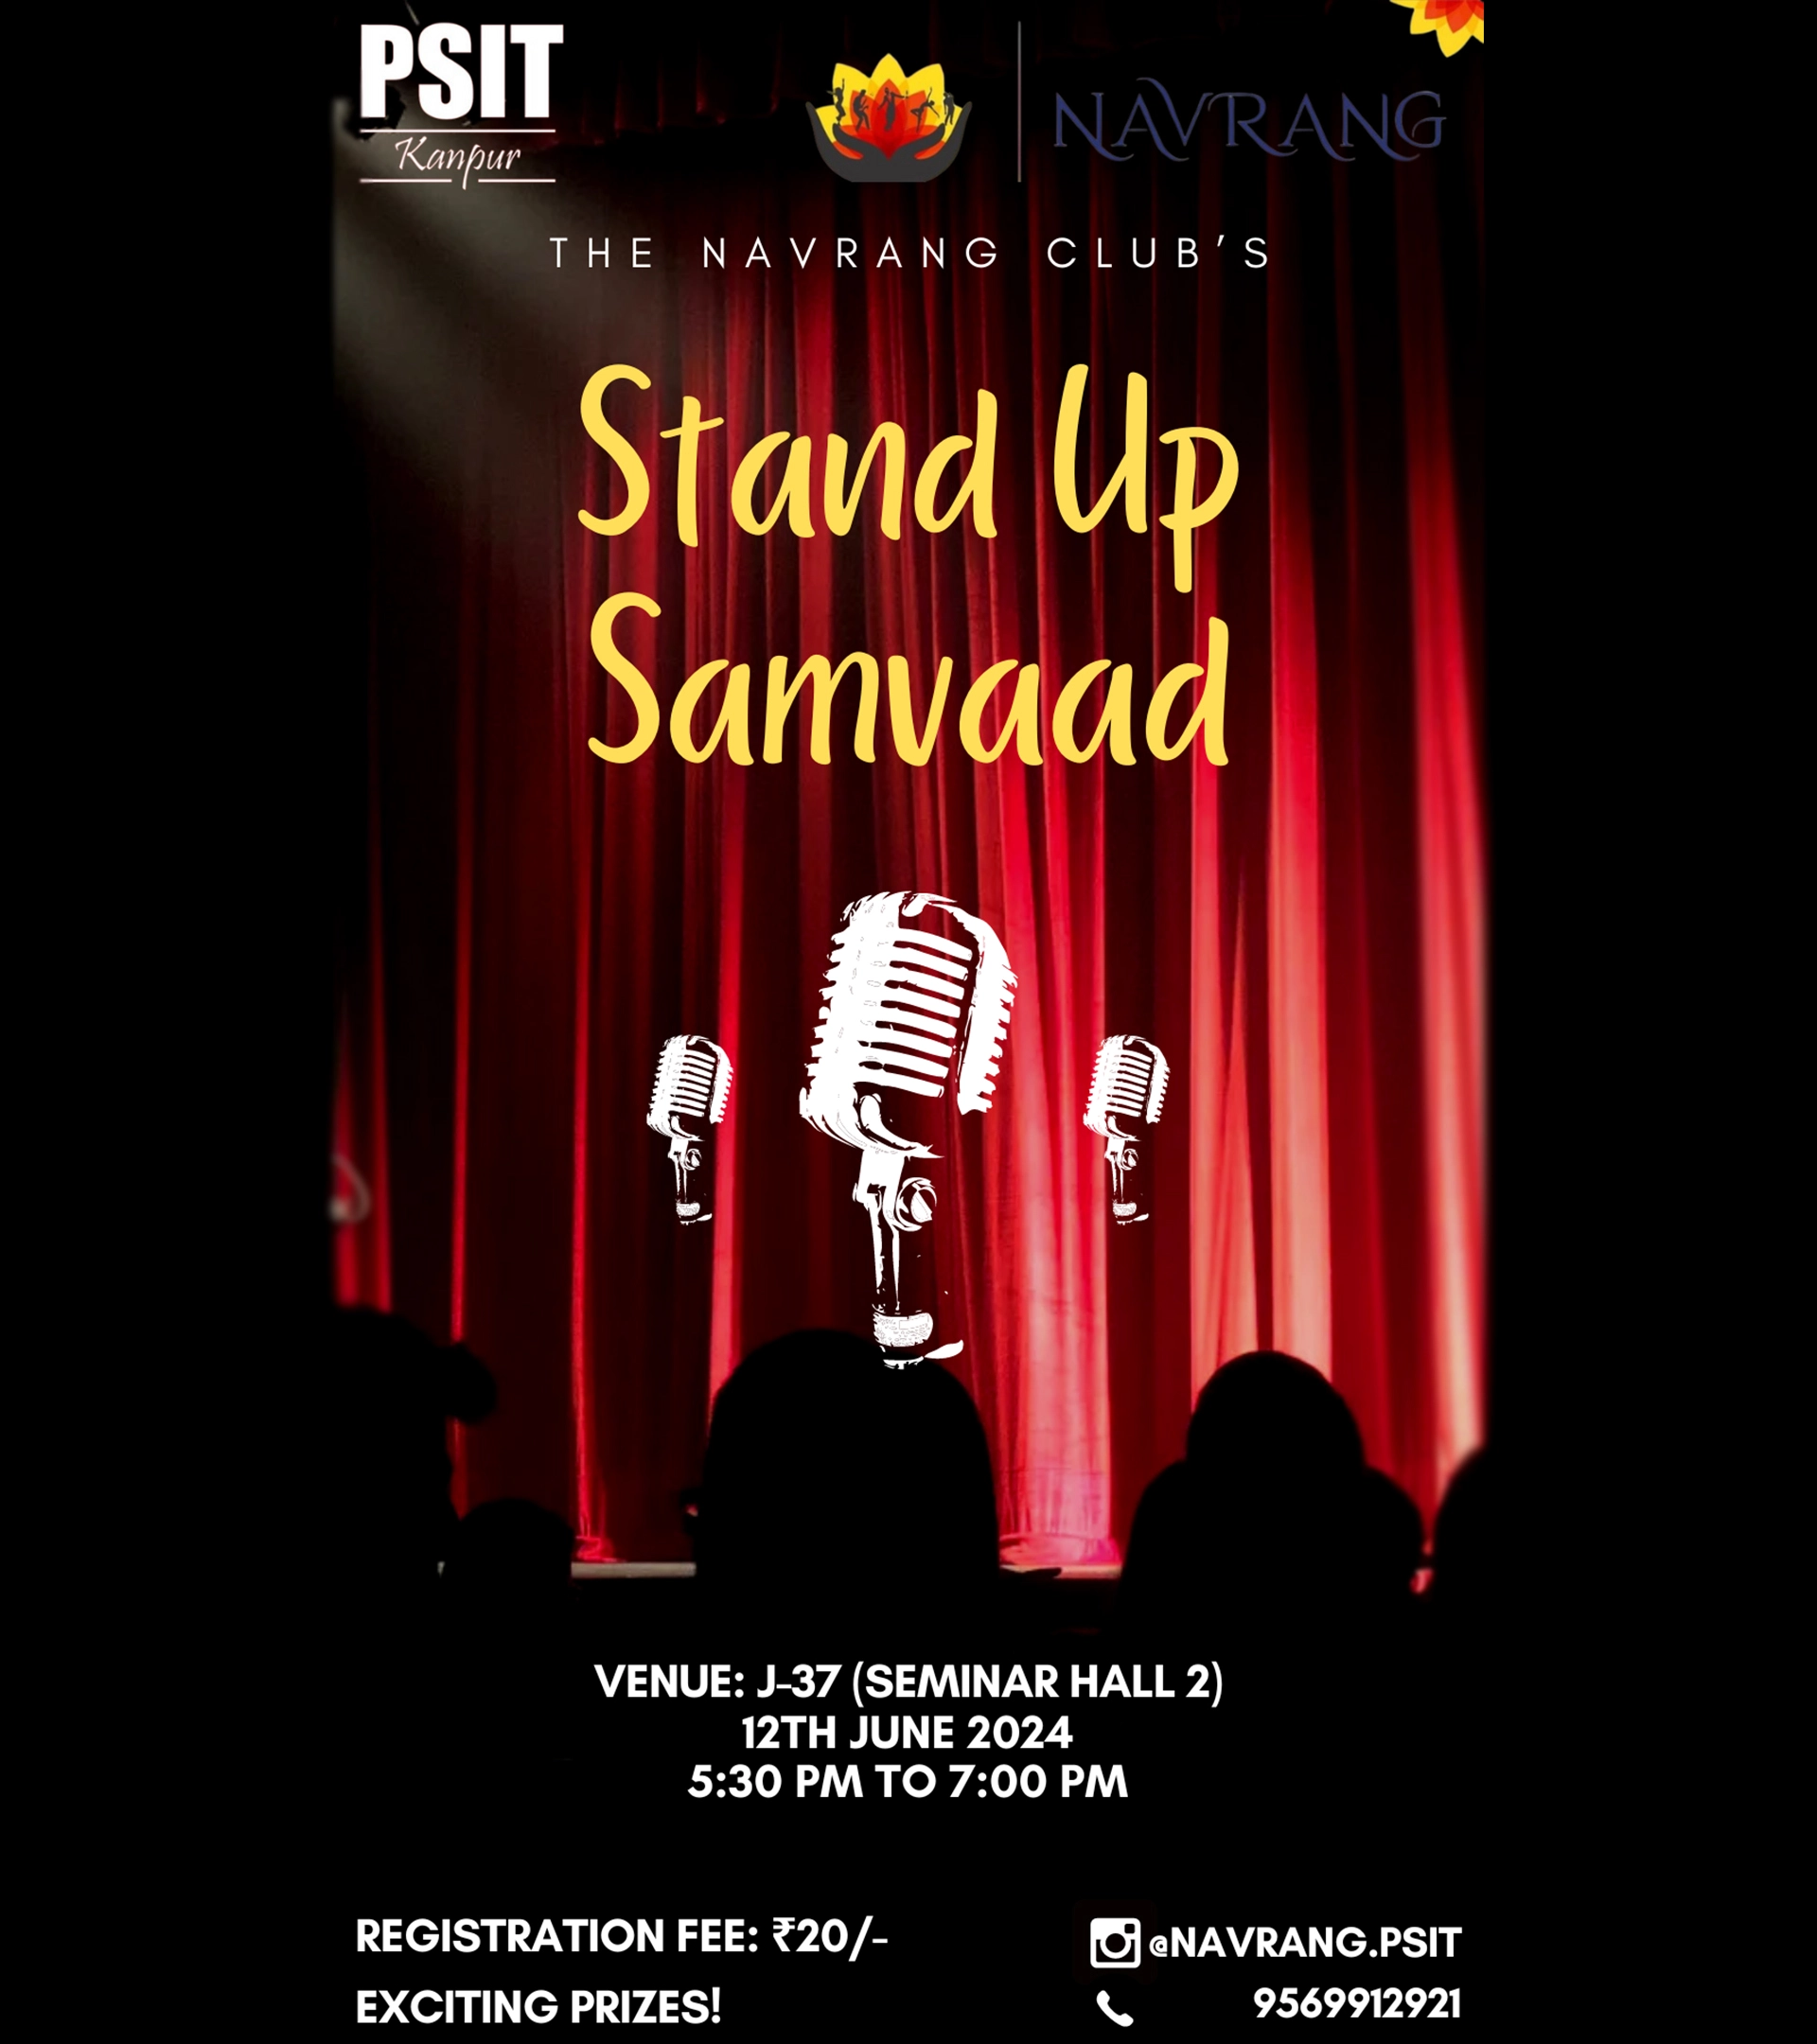 PSIT
Kanpur
NAVRANG
THE NAVRANG CLUB'S
Stand Up
Samvaad
VENUE: J-37 (SEMINAR HALL 2)
12TH JUNE 2024
5:30 PM TO 7:00 PM
REGISTRATION FEE: ₹20/-
EXCITING PRIZES!
@NAVRANG.PSIT
9569912921